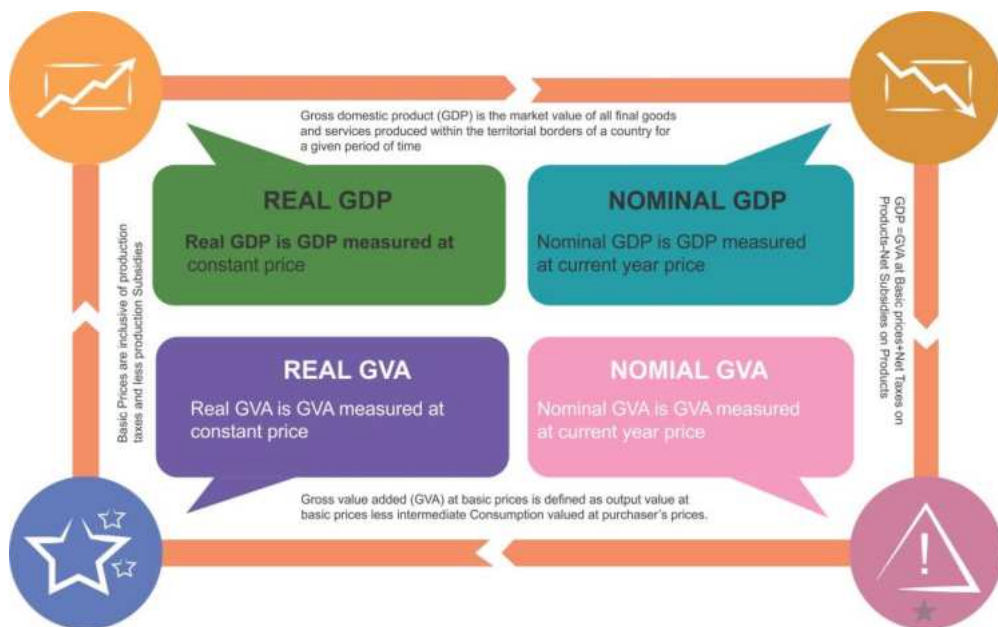 Gross domestic product (GDP) is the market value of all final goods
and services produced within the territorial borders of a country for
a given period of time
REAL GDP
Real GDP is GDP measured at
constant price
NOMINAL GDP
Nominal GDP is GDP measured
at current year price
Basic Prices are inclusive of production
taxes and less production Subsidies
GDP =GVA at Basic prices+Net Taxes on
Products-Net Subsidies on Products
REAL GVA
Real GVA is GVA measured at
constant price
NOMIAL GVA
Nominal GVA is GVA measured
at current year price
Gross value added (GVA) at basic prices is defined as output value at
basic prices less intermediate Consumption valued at purchaser's prices.